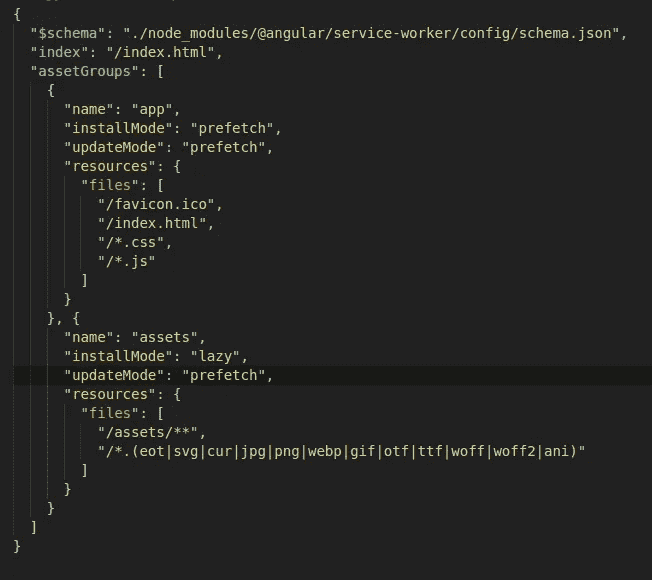 {
  "$schema": "./node_modules/@angular/service-worker/config/schema.json",
  "index": "/index.html",
  "assetGroups": [
    {
      "name": "app",
      "installMode": "prefetch",
      "updateMode": "prefetch",
      "resources": {
        "files": [
          "/favicon.ico",
          "/index.html",
          "/*.css",
          "/*.js"
        ]
      }
    }, {
      "name": "assets",
      "installMode": "lazy",
      "updateMode": "prefetch",
      "resources": {
        "files": [
          "/assets/**",
          "/*.(eot|svg|cur|jpg|png|webp|gif|otf|ttf|woff|woff2|ani)"
        ]
      }
    }
  ]
}